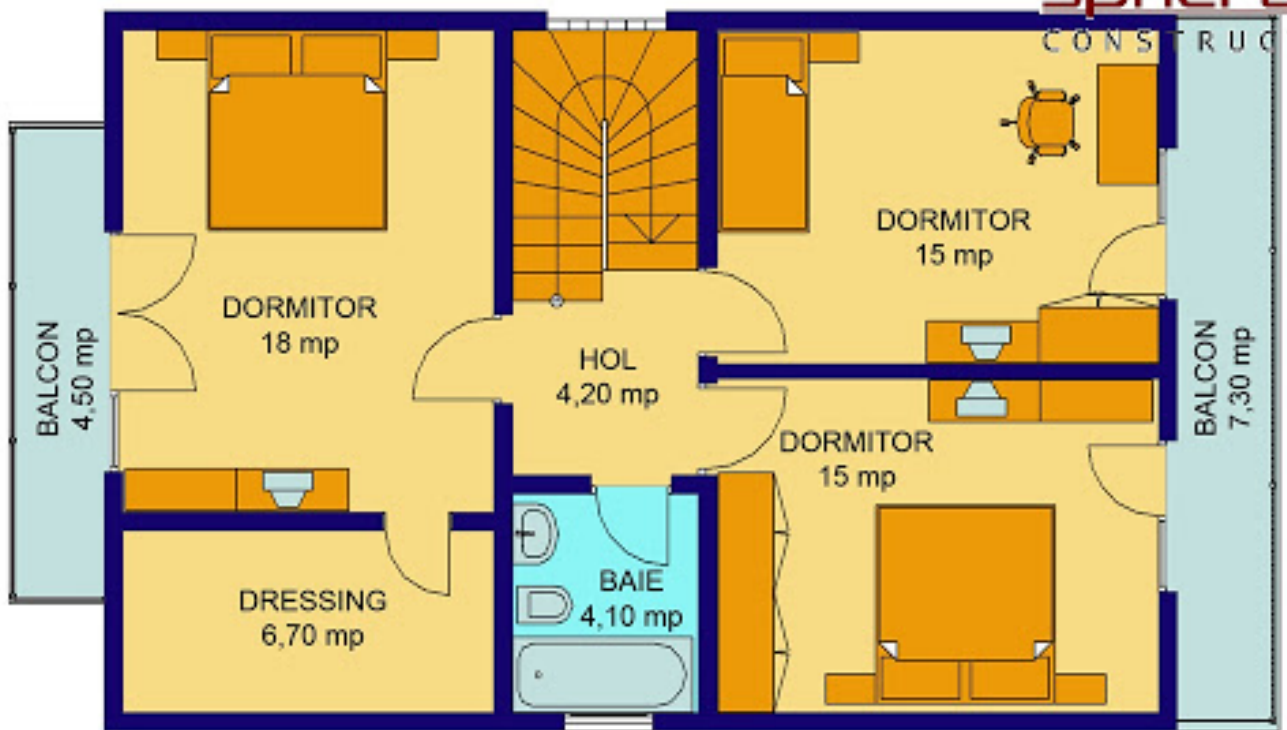 CONSTRUC
DORMITOR
15 mp
DORMITOR
18 mp
BALCON
4,50 mp
HOL
4,20 mp
BALCON
7,30 mp
DORMITOR
15 mp
DRESSING
6,70 mp
BAIE
4,10 mp